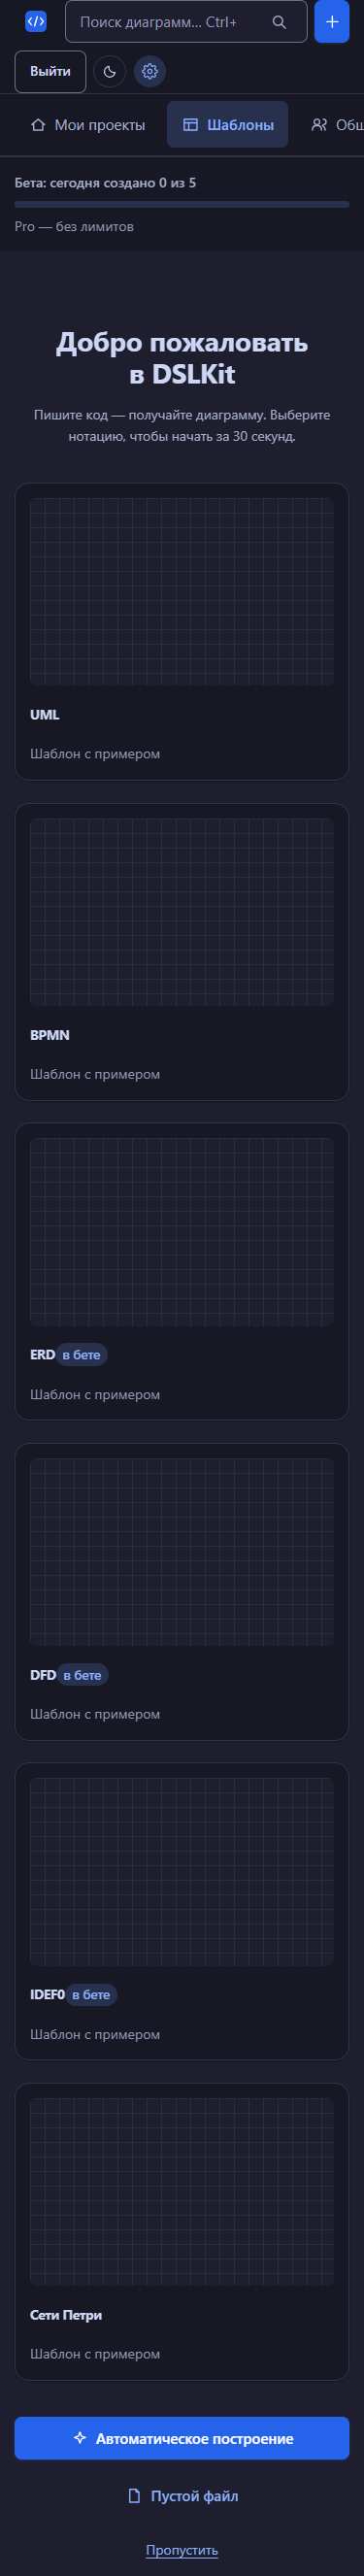 Поиск диаграмм... Ctrl+
Выйти
Мои проекты
Шаблоны
Общ
Бета: сегодня создано 0 из 5
Pro — без лимитов
Добро пожаловать
в DSLKit
Пишите код — получайте диаграмму. Выберите
нотацию, чтобы начать за 30 секунд.
UML
Шаблон с примером
BPMN
Шаблон с примером
ERD в бете
Шаблон с примером
DFD в бете
Шаблон с примером
IDEF0 в бете
Шаблон с примером
Сети Петри
Шаблон с примером
Автоматическое построение
Пустой файл
Пропустить